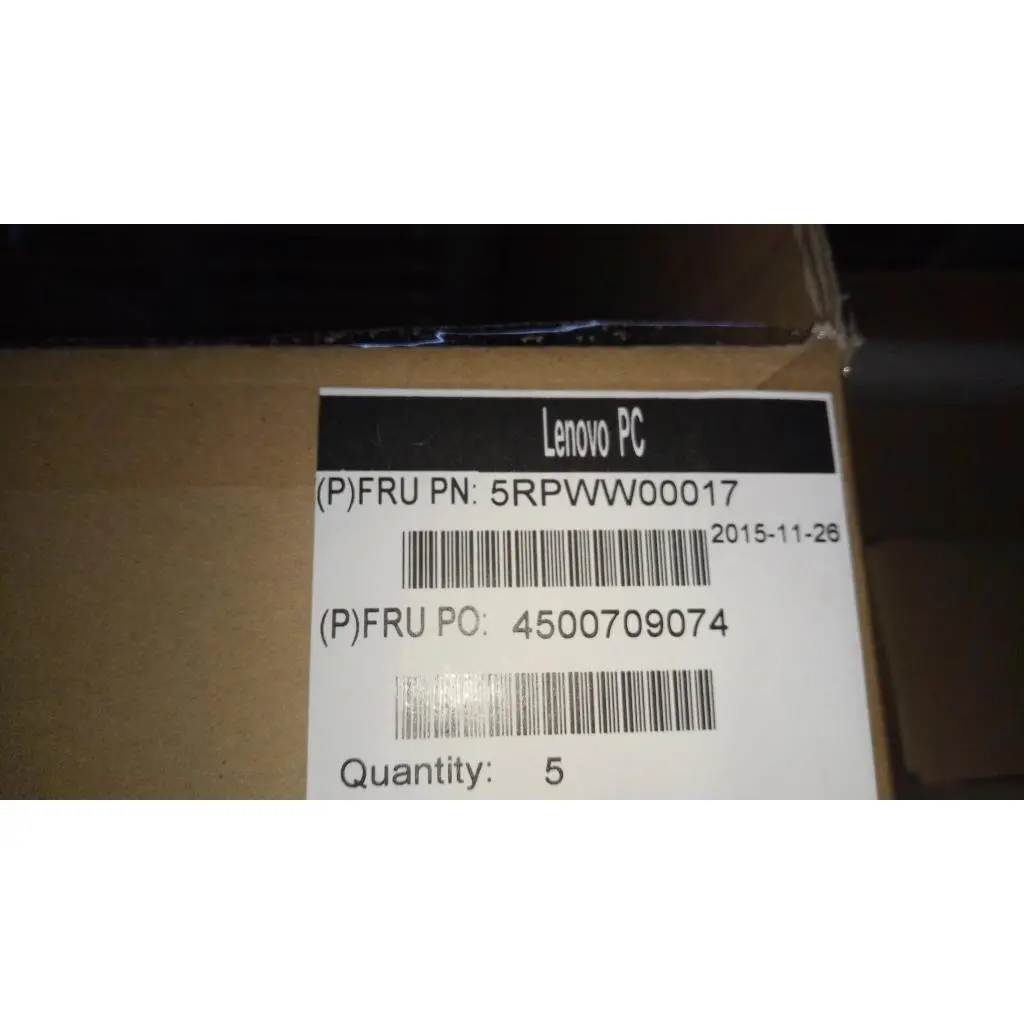 Lenovo PC
(P)FRU PN: 5RPWW00017
2015-11-26
(P)FRU PO: 4500709074
Quantity: 5